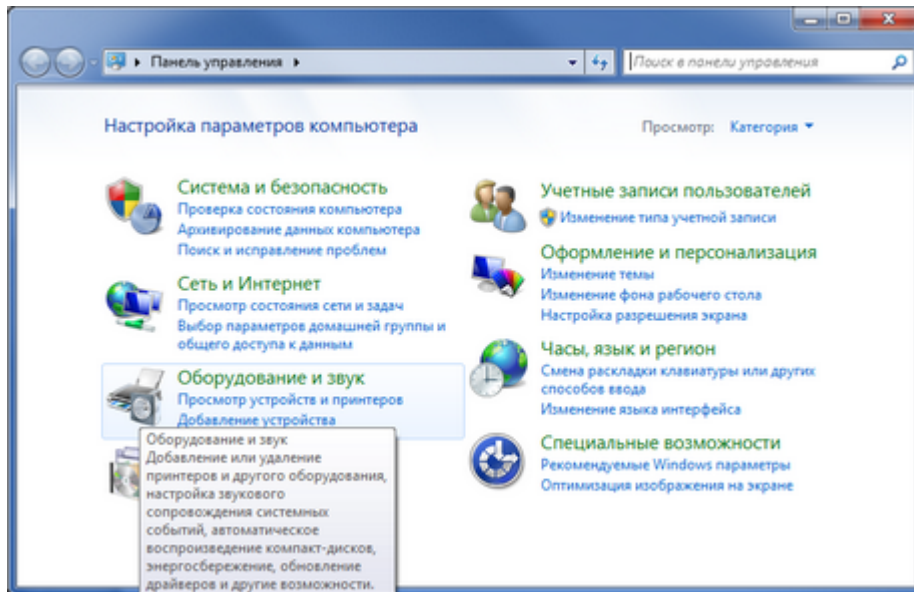 Панель управления
Поиск в панели управления
Настройка параметров компьютера
Просмотр: Категория
Система и безопасность
Проверка состояния компьютера
Архивирование данных компьютера
Поиск и исправление проблем
Сеть и Интернет
Просмотр состояния сети и задач
Выбор параметров домашней группы и
общего доступа к данным
Оборудование и звук
Просмотр устройств и принтеров
Добавление устройства
Оборудование и звук
Добавление или удаление
принтеров и другого оборудования,
настройка звукового
сопровождения системных
событий, автоматическое
воспроизведение компакт-дисков,
энергосбережение, обновление
драйверов и другие возможности.
Учетные записи пользователей
Изменение типа учетной записи
Оформление и персонализация
Изменение темы
Изменение фона рабочего стола
Настройка разрешения экрана
Часы, язык и регион
Смена раскладки клавиатуры или других
способов ввода
Изменение языка интерфейса
Специальные возможности
Рекомендуемые Windows параметры
Оптимизация изображения на экране